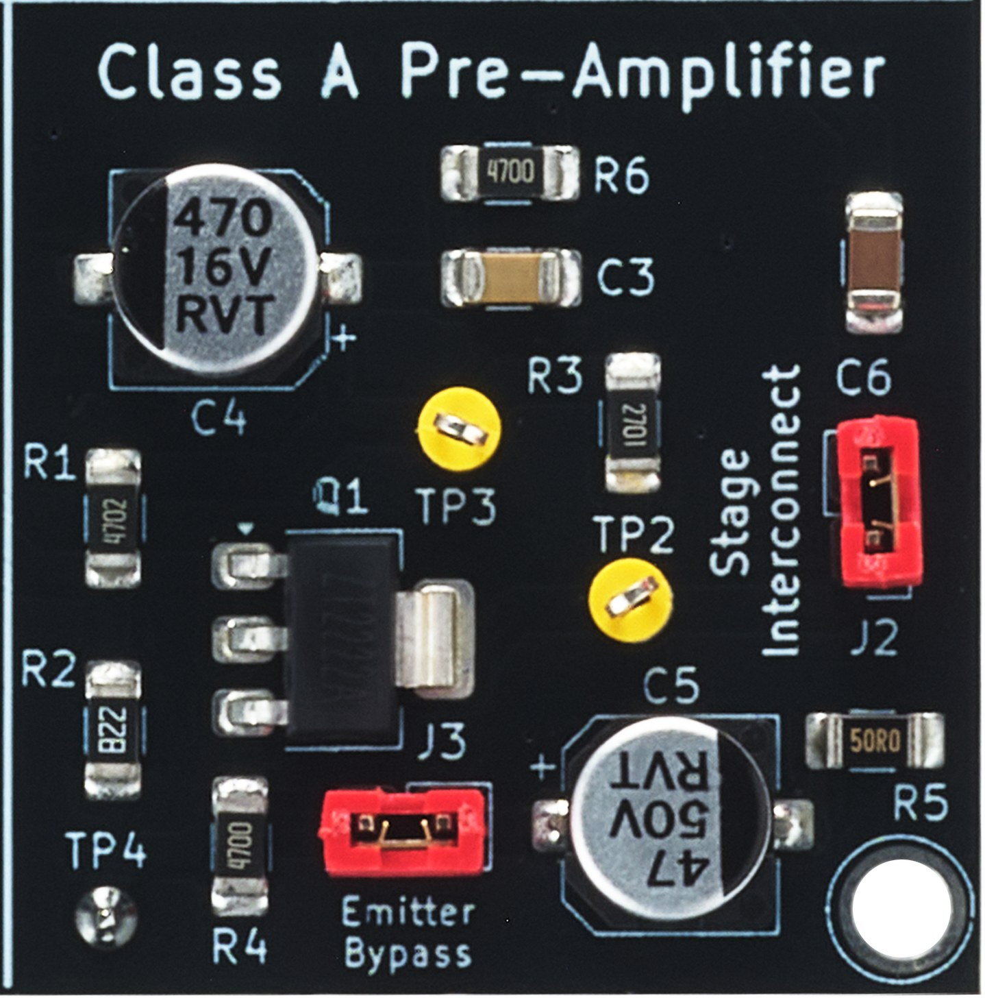 Class A Pre-Amplifier
4700
R6
470
16V
RVT
+
C4
C3
R3
2701
C6
R1
4702
Q1
TP3
TP2
Stage
Interconnect
J2
R2
C5
J3
+
47
50V
RVT
50R0
R5
TP4
4700
R4
Emitter
Bypass